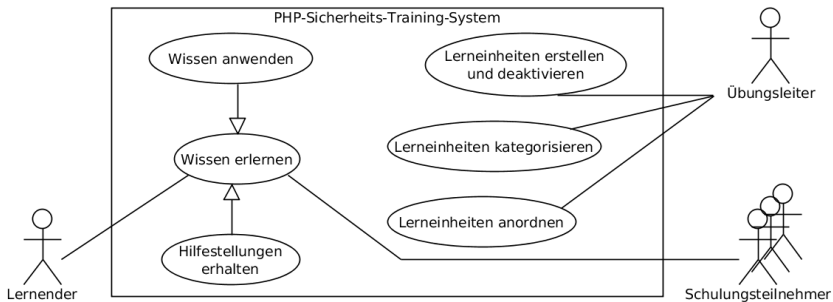 PHP-Sicherheits-Training-System
Wissen anwenden
Lerneinheiten erstellen
und deaktivieren
Übungsleiter
Wissen erlernen
Lerneinheiten kategorisieren
Lerneinheiten anordnen
Hilfestellungen
erhalten
Lernender
Schulungsteilnehmer